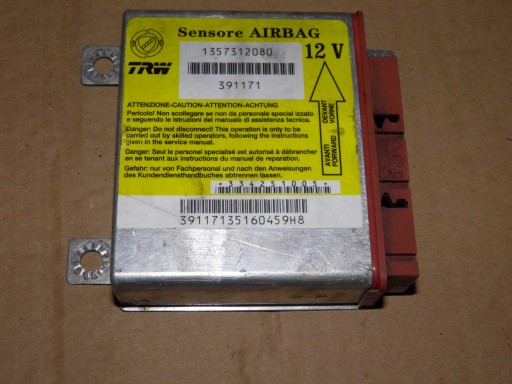 Sensore AIRBAG
1357312080
12 V
TRW
391171
ATTENZIONE-CAUTION-ATTENTION-ACHTUNG
Pericolo! Non scollegare se non da personale special izzato
e seguendo le istruzioni del manuale di assistenza tecnica.
Danger: Do not disconnect! This operation is only to be
carried out by skilled operators, following the instructions
given in the service manual.
Danger: Seul le personel specialisé est autorisé à débrancher
en se tenant aux instructions du manuel de reparation.
Gefahr: nur von Fachpersonal und nach den Anweisungen
des Kundendiensthandbuches abtrennen lassen.
AVANTI DEVANT
FORWARD VORNE
*334251005*
39117135160459H8